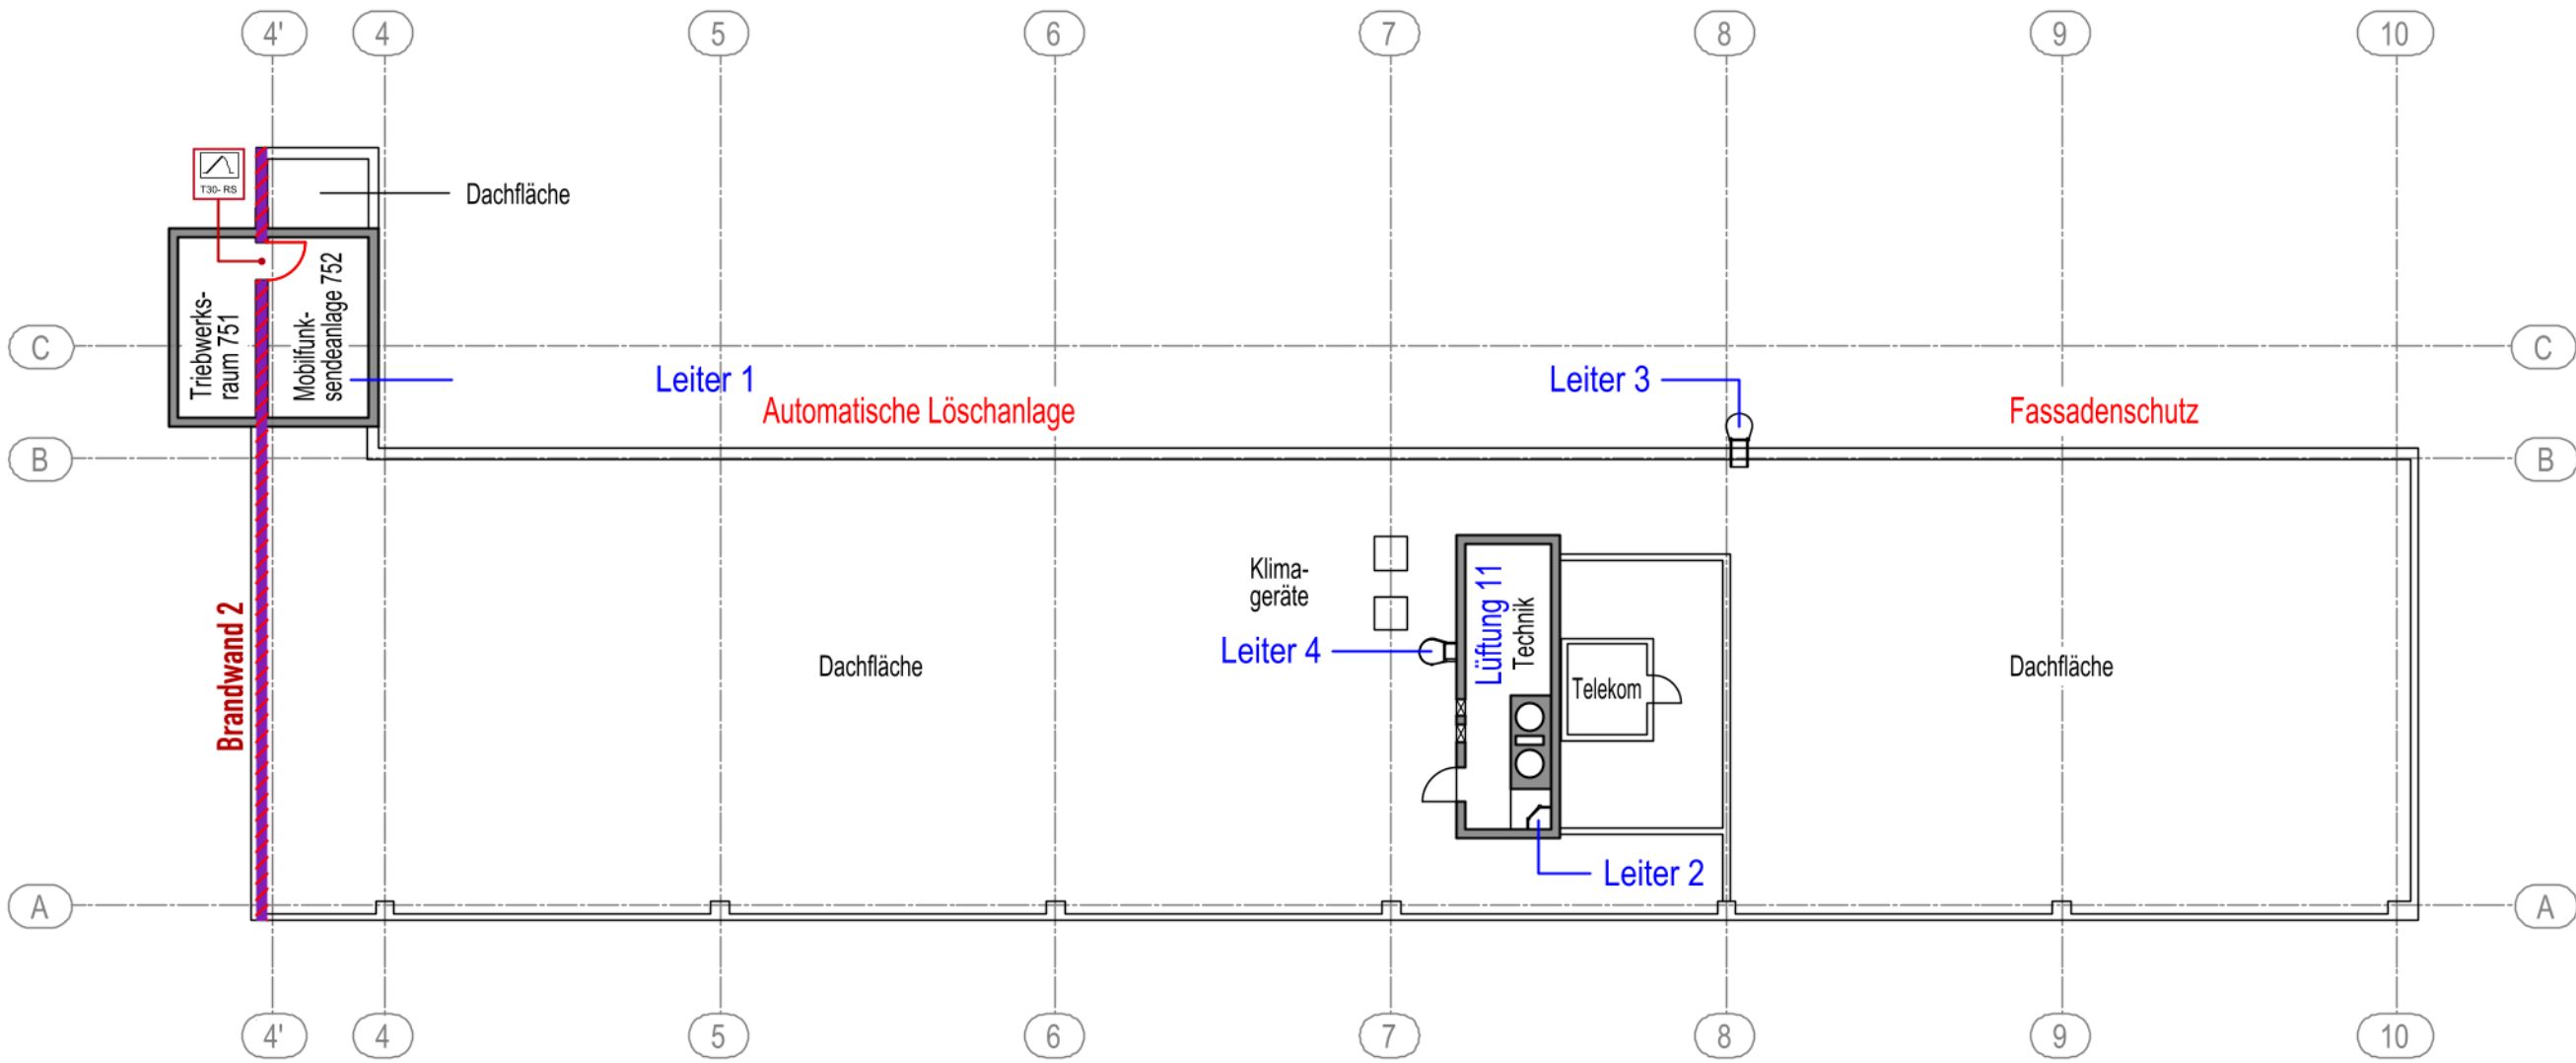 4' 4 5 6 7 8 9 10
T30- RS
Dachfläche
Triebwerks-
raum 751
Mobilfunk-
sendeanlage 752
C C
Leiter 1
Leiter 3
Automatische Löschanlage
Fassadenschutz
B B
Klima-
geräte
Lüftung 11
Technik
Leiter 4
Brandwand 2
Dachfläche
Telekom
Dachfläche
Leiter 2
A A
4' 4 5 6 7 8 9 10